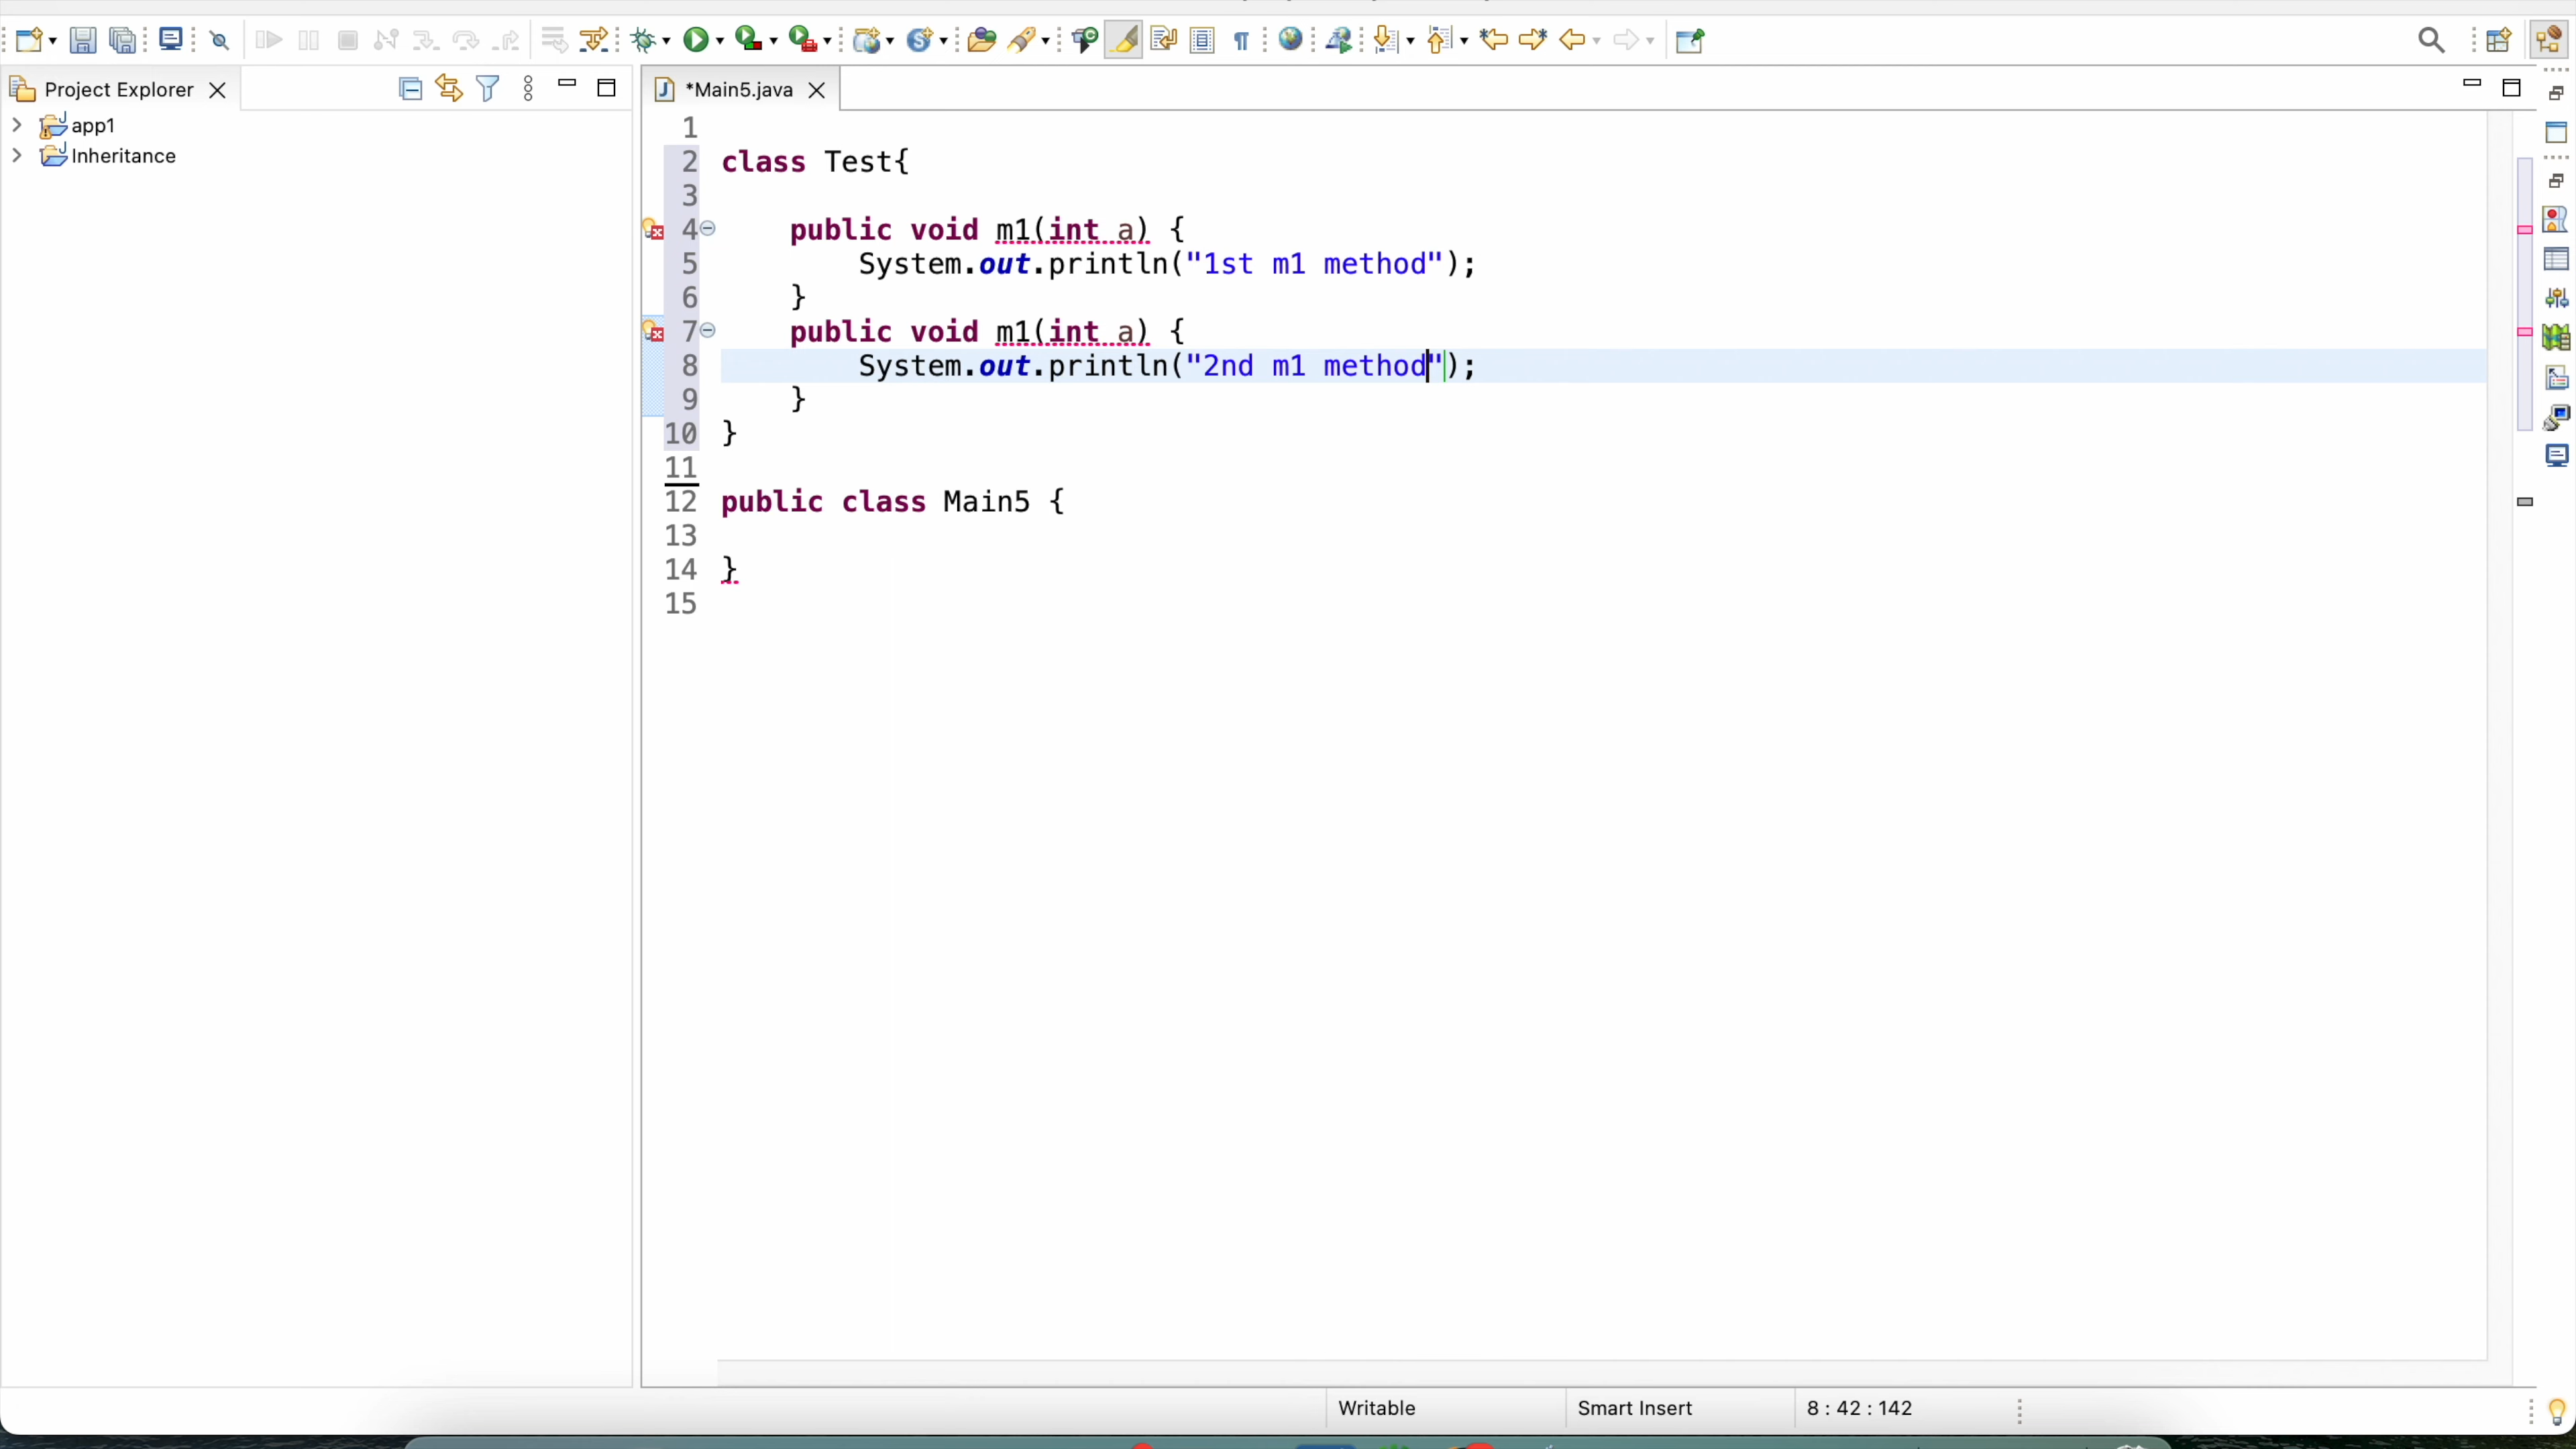 Project Explorer
*Main5.java
app1
Inheritance
1
2 class Test{
3
4 public void m1(int a) {
5 System.out.println("1st m1 method");
6 }
7 public void m1(int a) {
8 System.out.println("2nd m1 method");
9 }
10 }
11
12 public class Main5 {
13
14 }
15
Writable Smart Insert 8 : 42 : 142